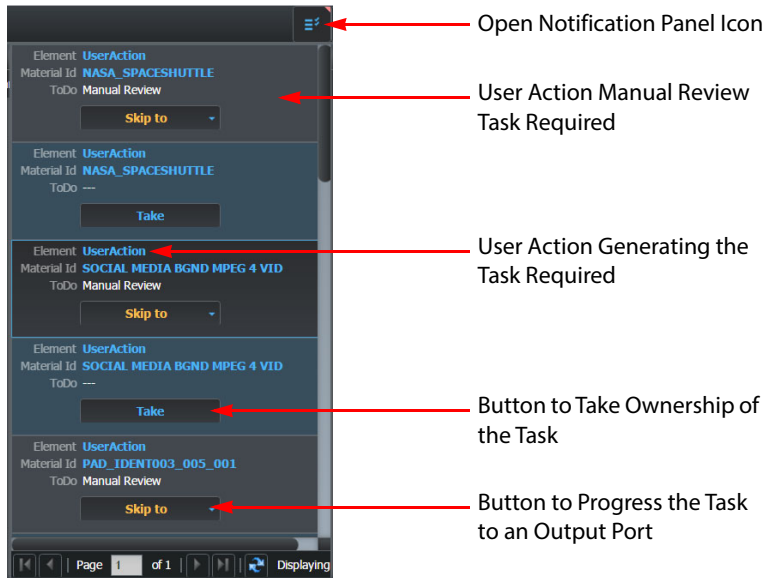 Open Notification Panel Icon
Element UserAction
Material Id NASA_SPACESHUTTLE
ToDo Manual Review
Skip to
User Action Manual Review
Task Required
Element UserAction
Material Id NASA_SPACESHUTTLE
ToDo ---
Take
Element UserAction
Material Id SOCIAL MEDIA BGND MPEG 4 VID
ToDo Manual Review
Skip to
User Action Generating the
Task Required
Element UserAction
Material Id SOCIAL MEDIA BGND MPEG 4 VID
ToDo ---
Take
Button to Take Ownership of
the Task
Element UserAction
Material Id PAD_IDENT003_005_001
ToDo Manual Review
Skip to
Button to Progress the Task
to an Output Port
Page 1 of 1 Displaying